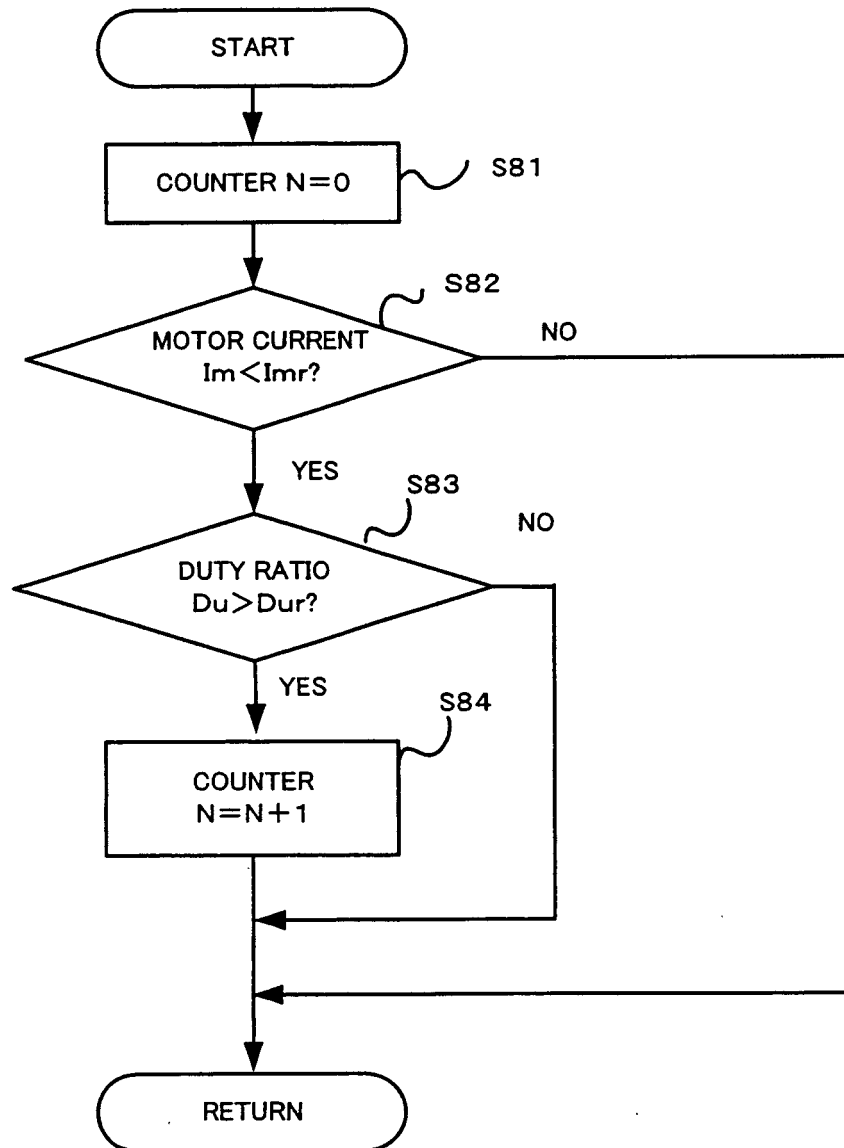 START
COUNTER N=0
S81
S82
MOTOR CURRENT
Im<Imr?
NO
YES
S83
NO
DUTY RATIO
Du>Dur?
YES
S84
COUNTER
N=N+1
RETURN